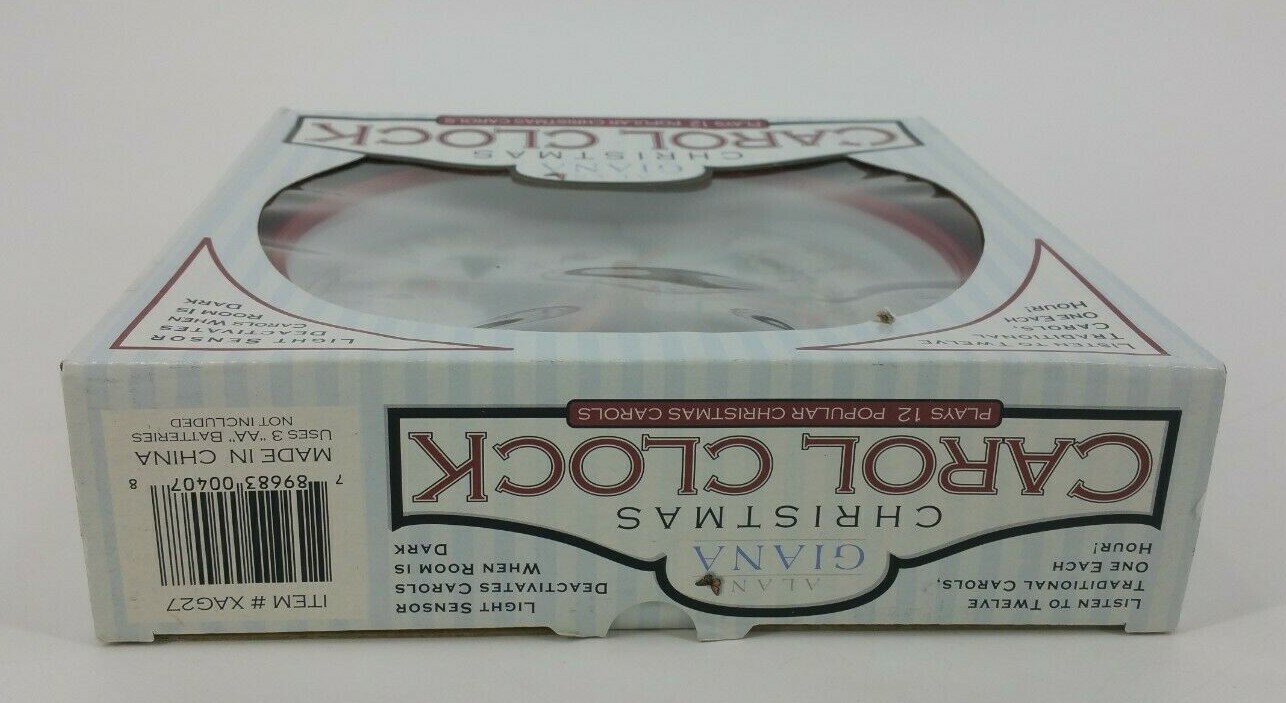 ALAN
GIANA
CHRISTMAS
CAROL CLOCK
PLAYS 12 POPULAR CHRISTMAS CAROLS
LISTEN TO TWELVE
TRADITIONAL CAROLS,
ONE EACH
HOUR!
LIGHT SENSOR
DEACTIVATES CAROLS
WHEN ROOM IS
DARK
ITEM # XAG27
7 89683 00407 8
MADE IN CHINA
USES 3 "AA" BATTERIES
NOT INCLUDED
GIANA
CHRISTMAS
CAROL CLOCK
PLAYS 12 POPULAR CHRISTMAS CAROLS
LISTEN TO TWELVE
TRADITIONAL
CAROLS,
ONE EACH
HOUR!
LIGHT SENSOR
DEACTIVATES
CAROLS WHEN
ROOM IS
DARK